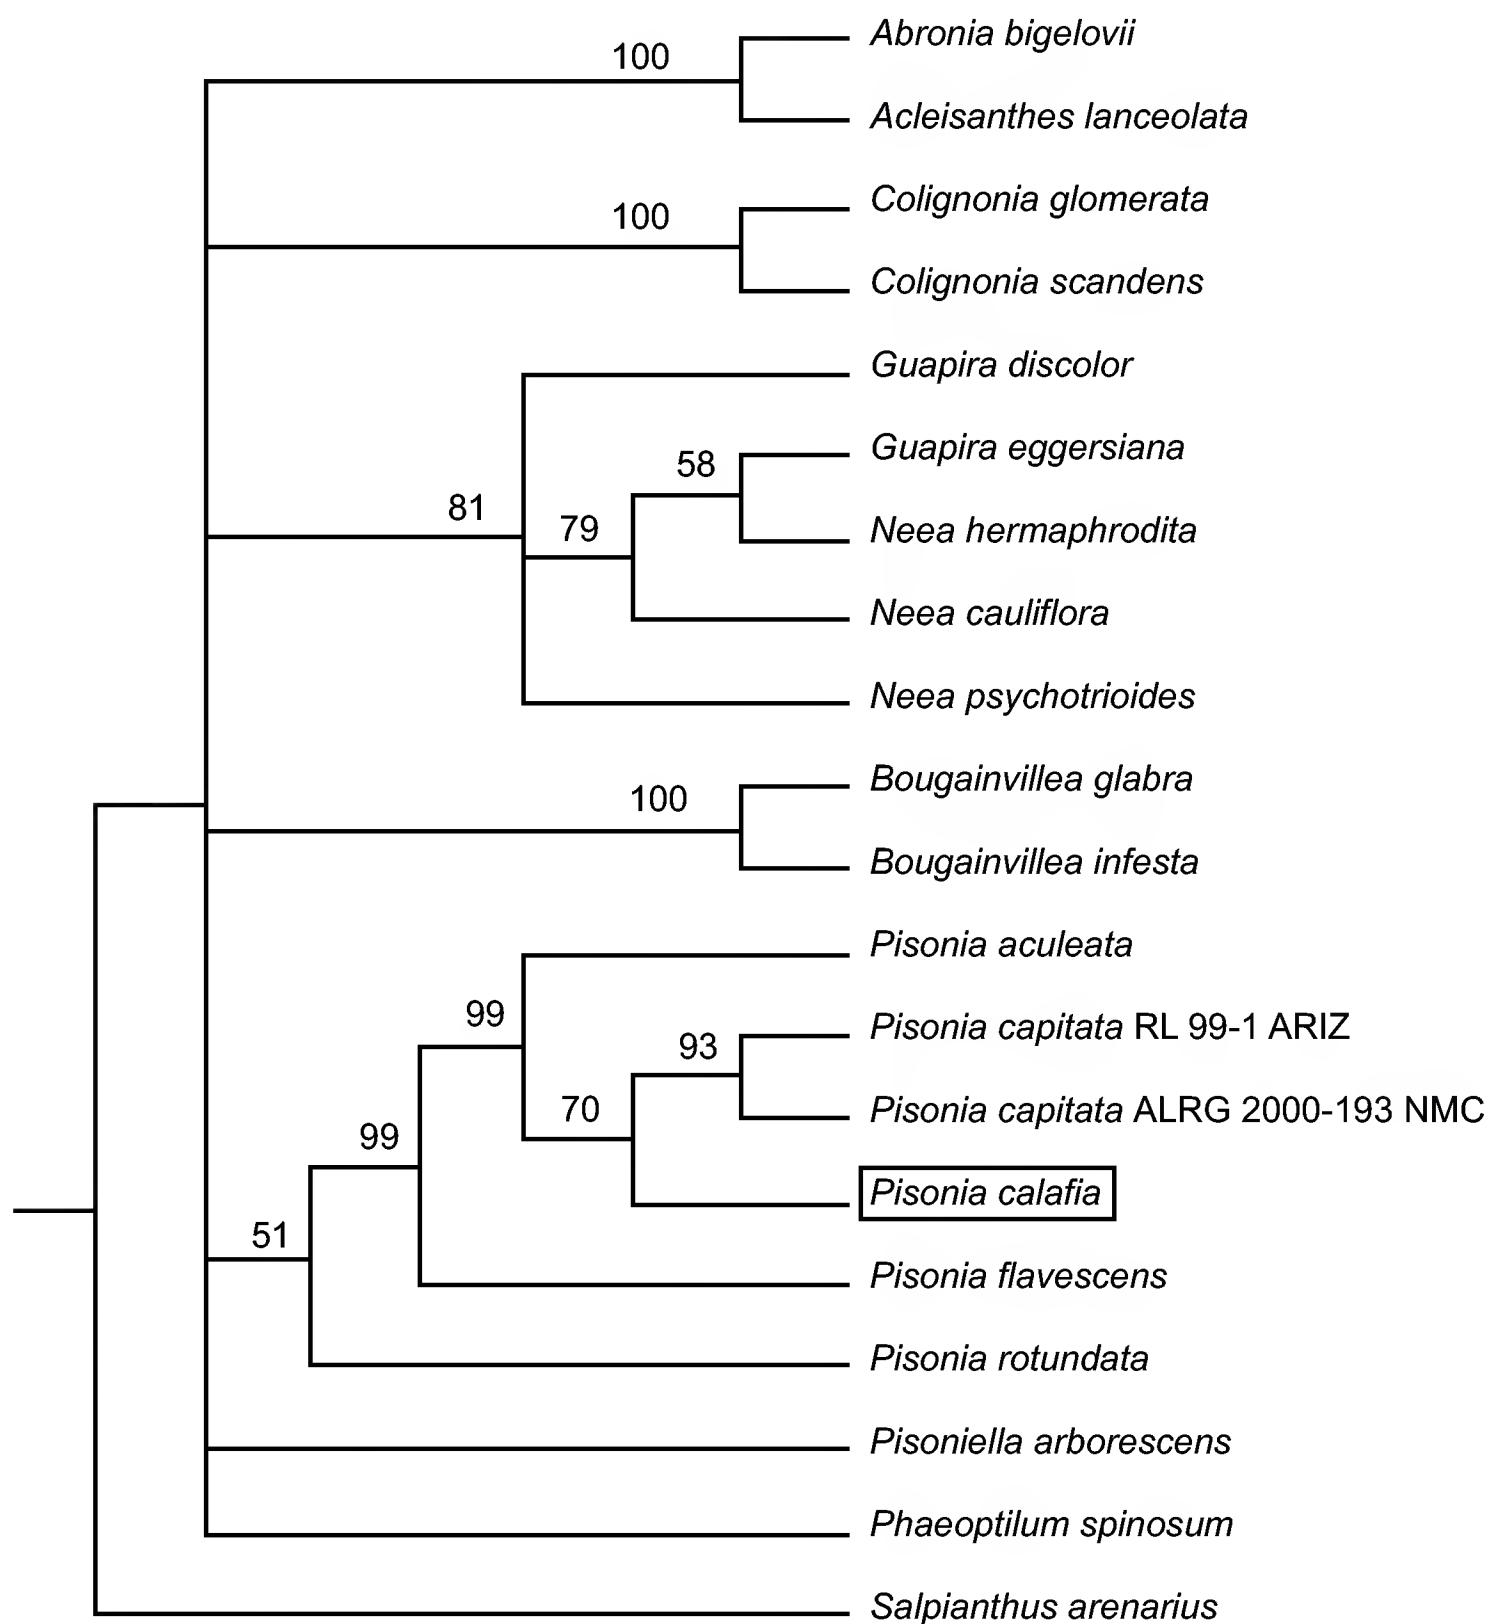 Abronia bigelovii
100
Acleisanthes lanceolata
Colignonia glomerata
100
Colignonia scandens
Guapira discolor
Guapira eggersiana
58
81
79
Neea hermaphrodita
Neea cauliflora
Neea psychotrioides
Bougainvillea glabra
100
Bougainvillea infesta
Pisonia aculeata
99
Pisonia capitata RL 99-1 ARIZ
93
Pisonia capitata ALRG 2000-193 NMC
70
99
Pisonia calafia
51
Pisonia flavescens
Pisonia rotundata
Pisoniella arborescens
Phaeoptilum spinosum
Salpianthus arenarius